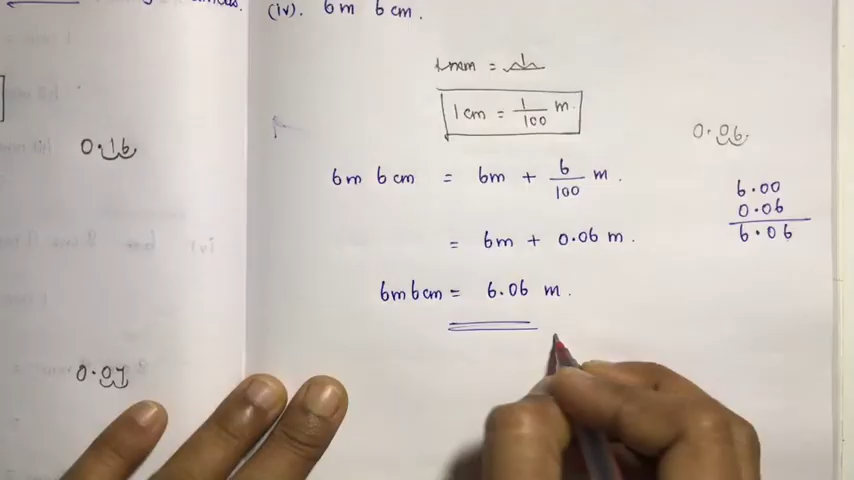 (iv). 6m 6cm.
1cm = 1/100 m.
0.16
0.06
6m 6cm = 6m + 6/100 m.
6.00
0.06
6.06
= 6m + 0.06 m.
6m6cm = 6.06 m.
0.07